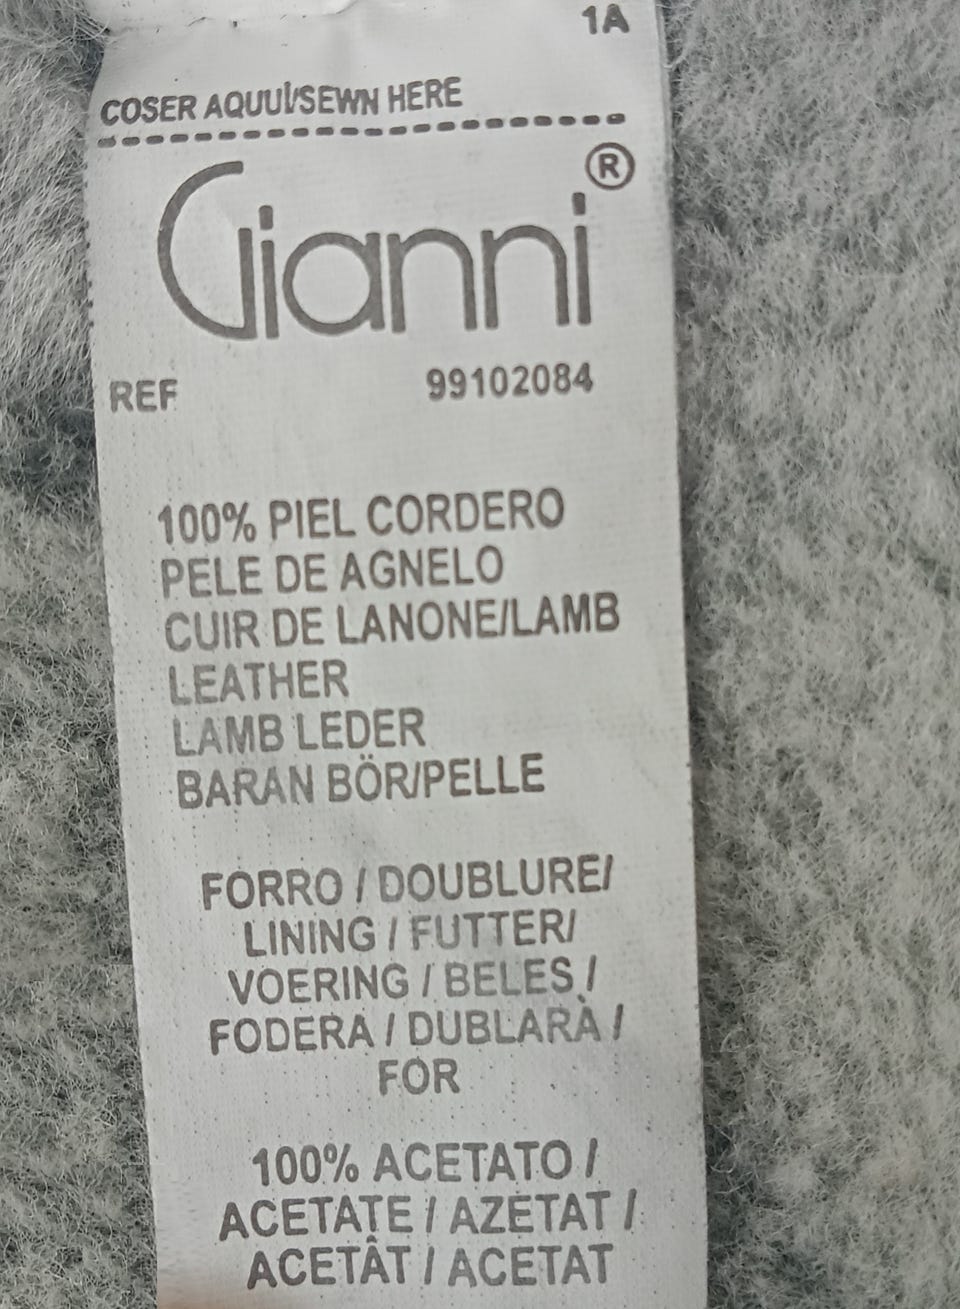 1A
COSER AQUUÍ/SEWN HERE
Gianni®
REF 99102084
100% PIEL CORDERO
PELE DE AGNELO
CUIR DE LANONE/LAMB
LEATHER
LAMB LEDER
BARAN BÖR/PELLE
FORRO / DOUBLURE/
LINING / FUTTER/
VOERING / BELES /
FODERA / DUBLARÀ /
FOR
100% ACETATO /
ACETATE / AZETAT /
ACETÂT / ACETAT